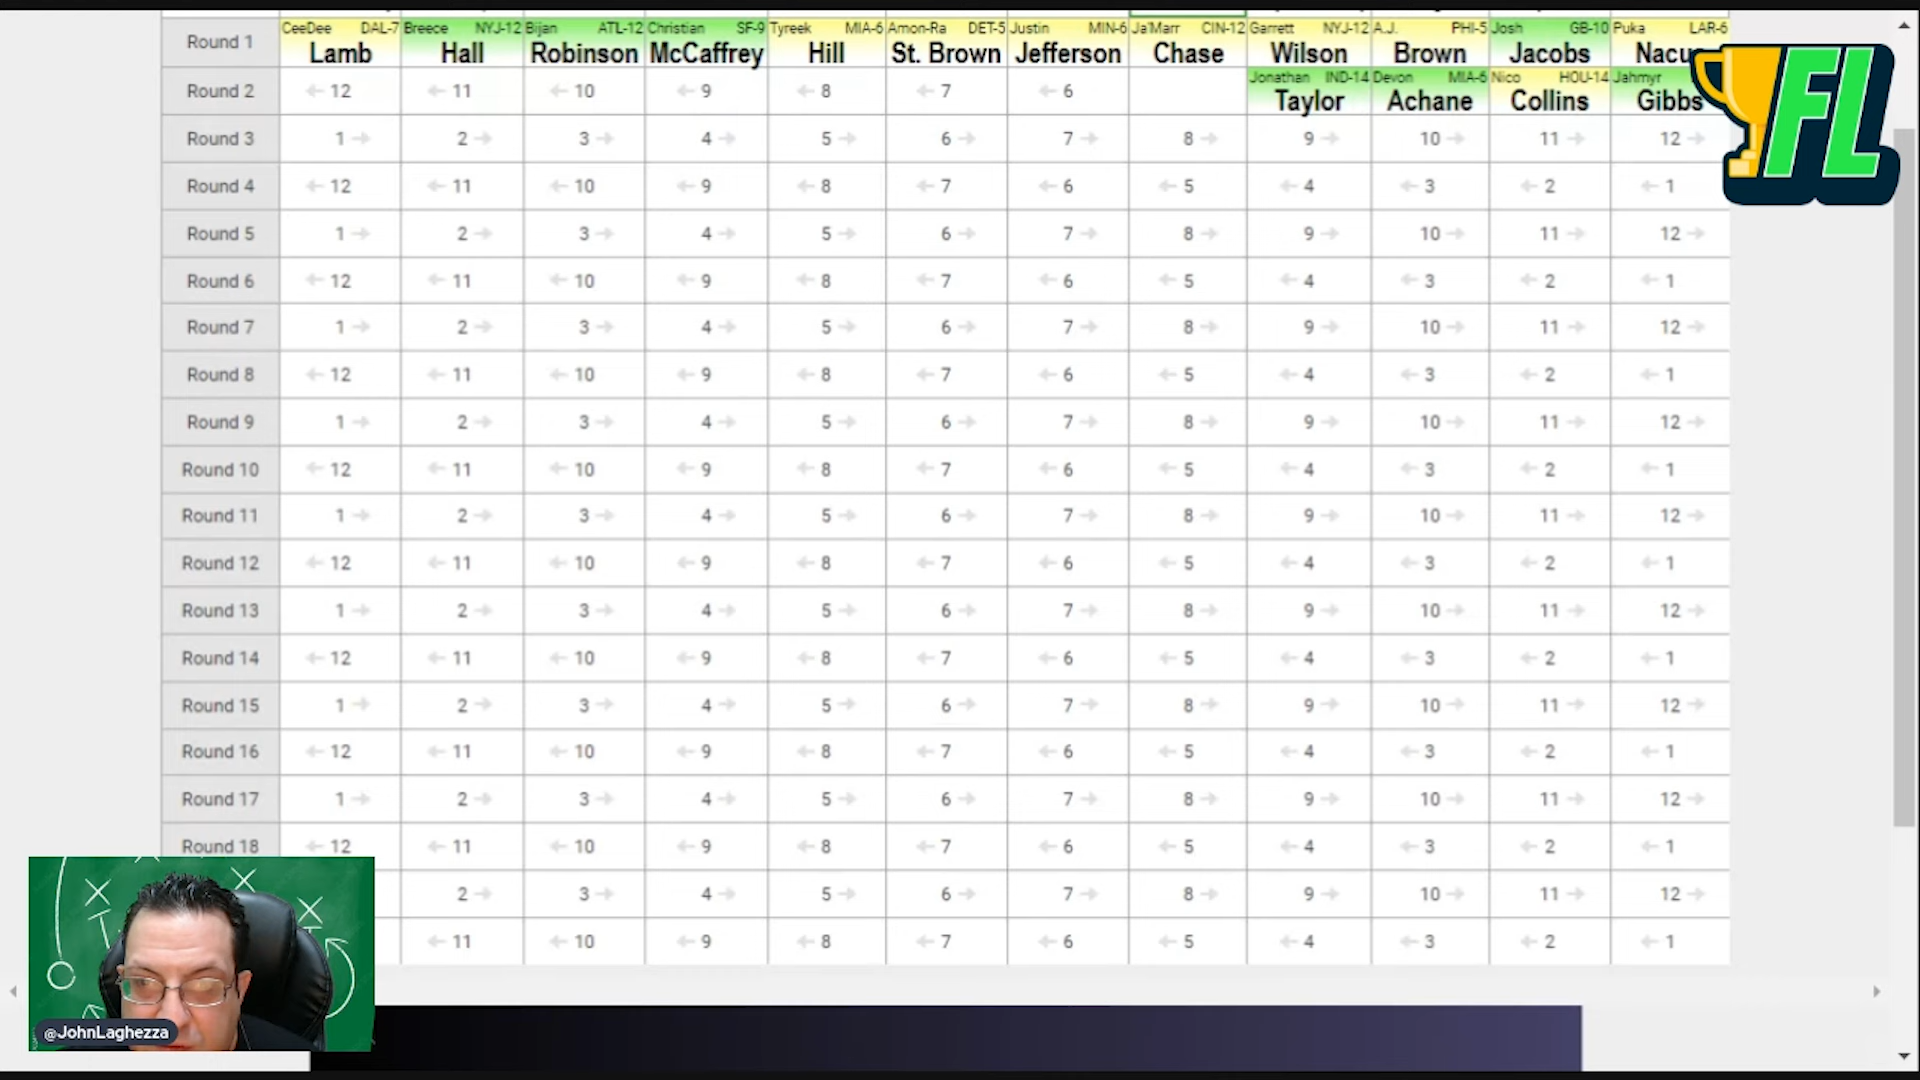 Round 1 CeeDee DAL-7 Lamb Breece NYJ-12 Hall Bijan ATL-12 Robinson Christian SF-9 McCaffrey Tyreek MIA-6 Hill Amon-Ra DET-5 St. Brown Justin MIN-6 Jefferson Ja'Marr CIN-12 Chase Garrett NYJ-12 Wilson A.J. PHI-5 Brown Josh GB-10 Jacobs Puka LAR-6
Round 2 ← 12 ← 11 ← 10 ← 9 ← 8 ← 7 ← 6 Jonathan IND-14 Taylor Devon MIA-6 Achane Nico HOU-14 Collins Jahmyr Gibbs
FL
Round 3 1 → 2 → 3 → 4 → 5 → 6 → 7 → 8 → 9 → 10 → 11 → 12 →
Round 4 ← 12 ← 11 ← 10 ← 9 ← 8 ← 7 ← 6 ← 5 ← 4 ← 3 ← 2 ← 1
Round 5 1 → 2 → 3 → 4 → 5 → 6 → 7 → 8 → 9 → 10 → 11 → 12 →
Round 6 ← 12 ← 11 ← 10 ← 9 ← 8 ← 7 ← 6 ← 5 ← 4 ← 3 ← 2 ← 1
Round 7 1 → 2 → 3 → 4 → 5 → 6 → 7 → 8 → 9 → 10 → 11 → 12 →
Round 8 ← 12 ← 11 ← 10 ← 9 ← 8 ← 7 ← 6 ← 5 ← 4 ← 3 ← 2 ← 1
Round 9 1 → 2 → 3 → 4 → 5 → 6 → 7 → 8 → 9 → 10 → 11 → 12 →
Round 10 ← 12 ← 11 ← 10 ← 9 ← 8 ← 7 ← 6 ← 5 ← 4 ← 3 ← 2 ← 1
Round 11 1 → 2 → 3 → 4 → 5 → 6 → 7 → 8 → 9 → 10 → 11 → 12 →
Round 12 ← 12 ← 11 ← 10 ← 9 ← 8 ← 7 ← 6 ← 5 ← 4 ← 3 ← 2 ← 1
Round 13 1 → 2 → 3 → 4 → 5 → 6 → 7 → 8 → 9 → 10 → 11 → 12 →
Round 14 ← 12 ← 11 ← 10 ← 9 ← 8 ← 7 ← 6 ← 5 ← 4 ← 3 ← 2 ← 1
Round 15 1 → 2 → 3 → 4 → 5 → 6 → 7 → 8 → 9 → 10 → 11 → 12 →
Round 16 ← 12 ← 11 ← 10 ← 9 ← 8 ← 7 ← 6 ← 5 ← 4 ← 3 ← 2 ← 1
Round 17 1 → 2 → 3 → 4 → 5 → 6 → 7 → 8 → 9 → 10 → 11 → 12 →
Round 18 ← 12 ← 11 ← 10 ← 9 ← 8 ← 7 ← 6 ← 5 ← 4 ← 3 ← 2 ← 1
2 → 3 → 4 → 5 → 6 → 7 → 8 → 9 → 10 → 11 → 12 →
← 11 ← 10 ← 9 ← 8 ← 7 ← 6 ← 5 ← 4 ← 3 ← 2 ← 1
@JohnLaghezza